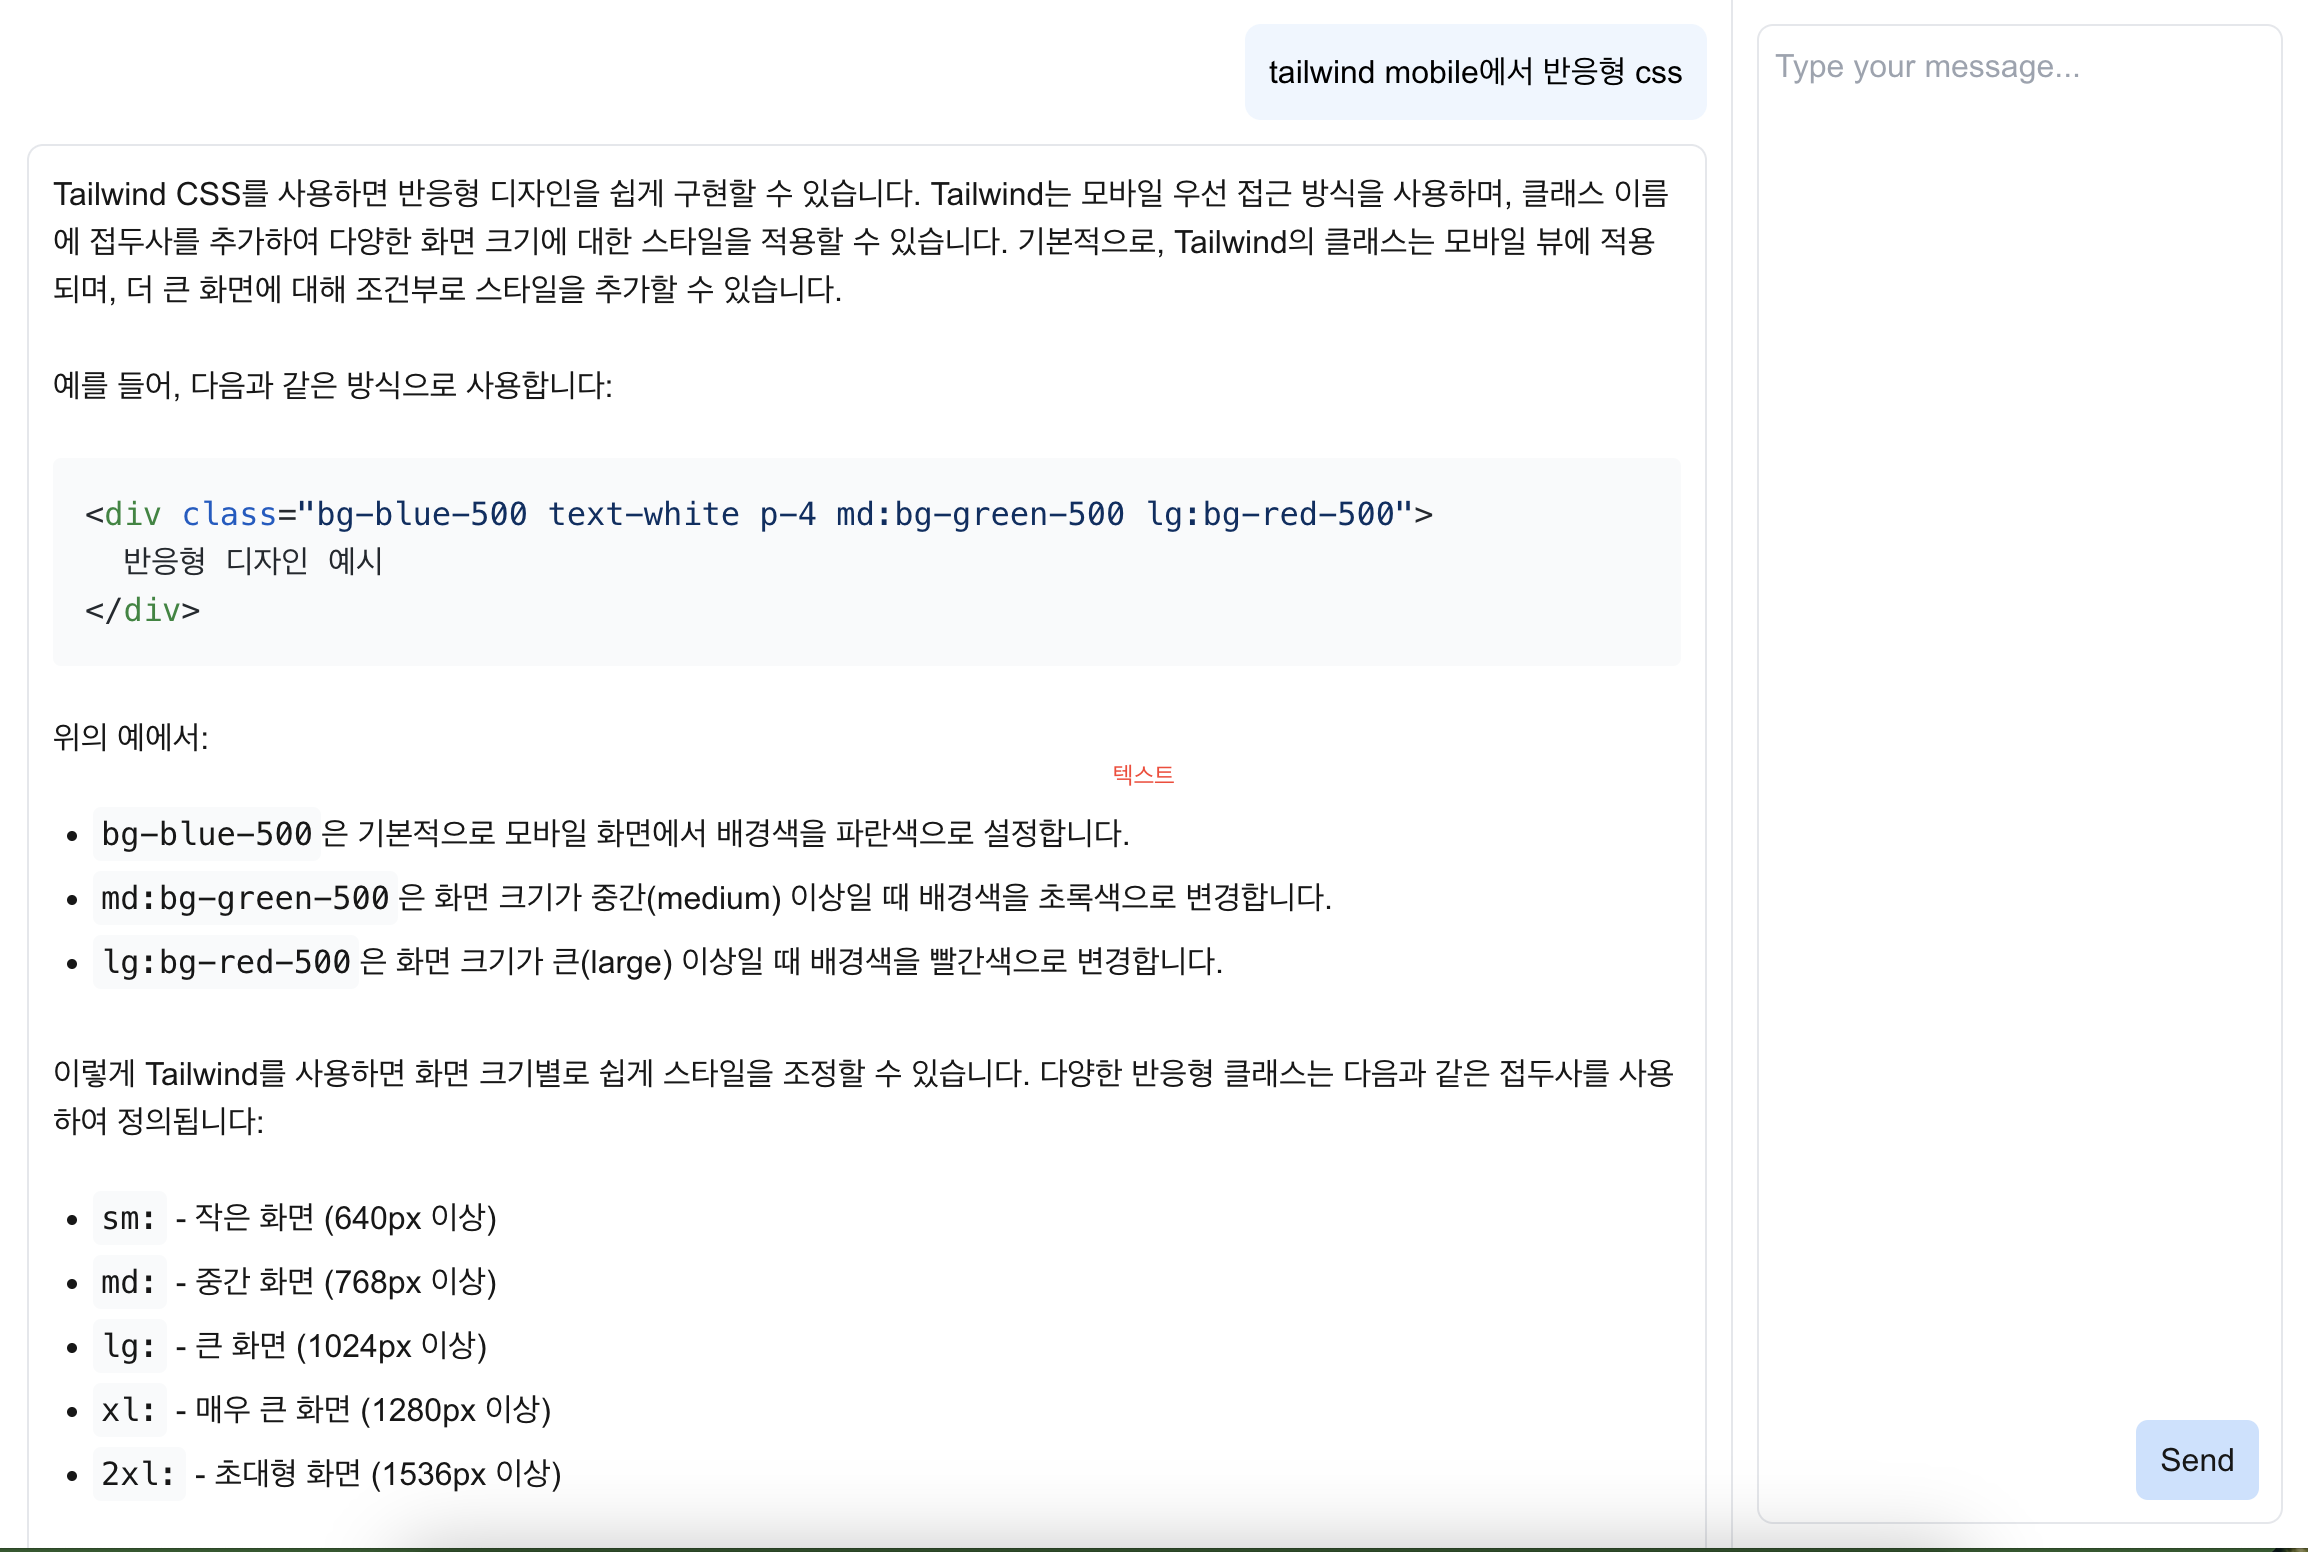 tailwind mobile에서 반응형 css
Type your message...
Tailwind CSS를 사용하면 반응형 디자인을 쉽게 구현할 수 있습니다. Tailwind는 모바일 우선 접근 방식을 사용하며, 클래스 이름
에 접두사를 추가하여 다양한 화면 크기에 대한 스타일을 적용할 수 있습니다. 기본적으로, Tailwind의 클래스는 모바일 뷰에 적용
되며, 더 큰 화면에 대해 조건부로 스타일을 추가할 수 있습니다.
예를 들어, 다음과 같은 방식으로 사용합니다:
<div class="bg-blue-500 text-white p-4 md:bg-green-500 lg:bg-red-500">
반응형 디자인 예시
</div>
위의 예에서:
텍스트
• bg-blue-500은 기본적으로 모바일 화면에서 배경색을 파란색으로 설정합니다.
• md:bg-green-500은 화면 크기가 중간(medium) 이상일 때 배경색을 초록색으로 변경합니다.
• lg:bg-red-500은 화면 크기가 큰(large) 이상일 때 배경색을 빨간색으로 변경합니다.
이렇게 Tailwind를 사용하면 화면 크기별로 쉽게 스타일을 조정할 수 있습니다. 다양한 반응형 클래스는 다음과 같은 접두사를 사용
하여 정의됩니다:
• sm: - 작은 화면 (640px 이상)
• md: - 중간 화면 (768px 이상)
• lg: - 큰 화면 (1024px 이상)
• xl: - 매우 큰 화면 (1280px 이상)
• 2xl: - 초대형 화면 (1536px 이상)
Send